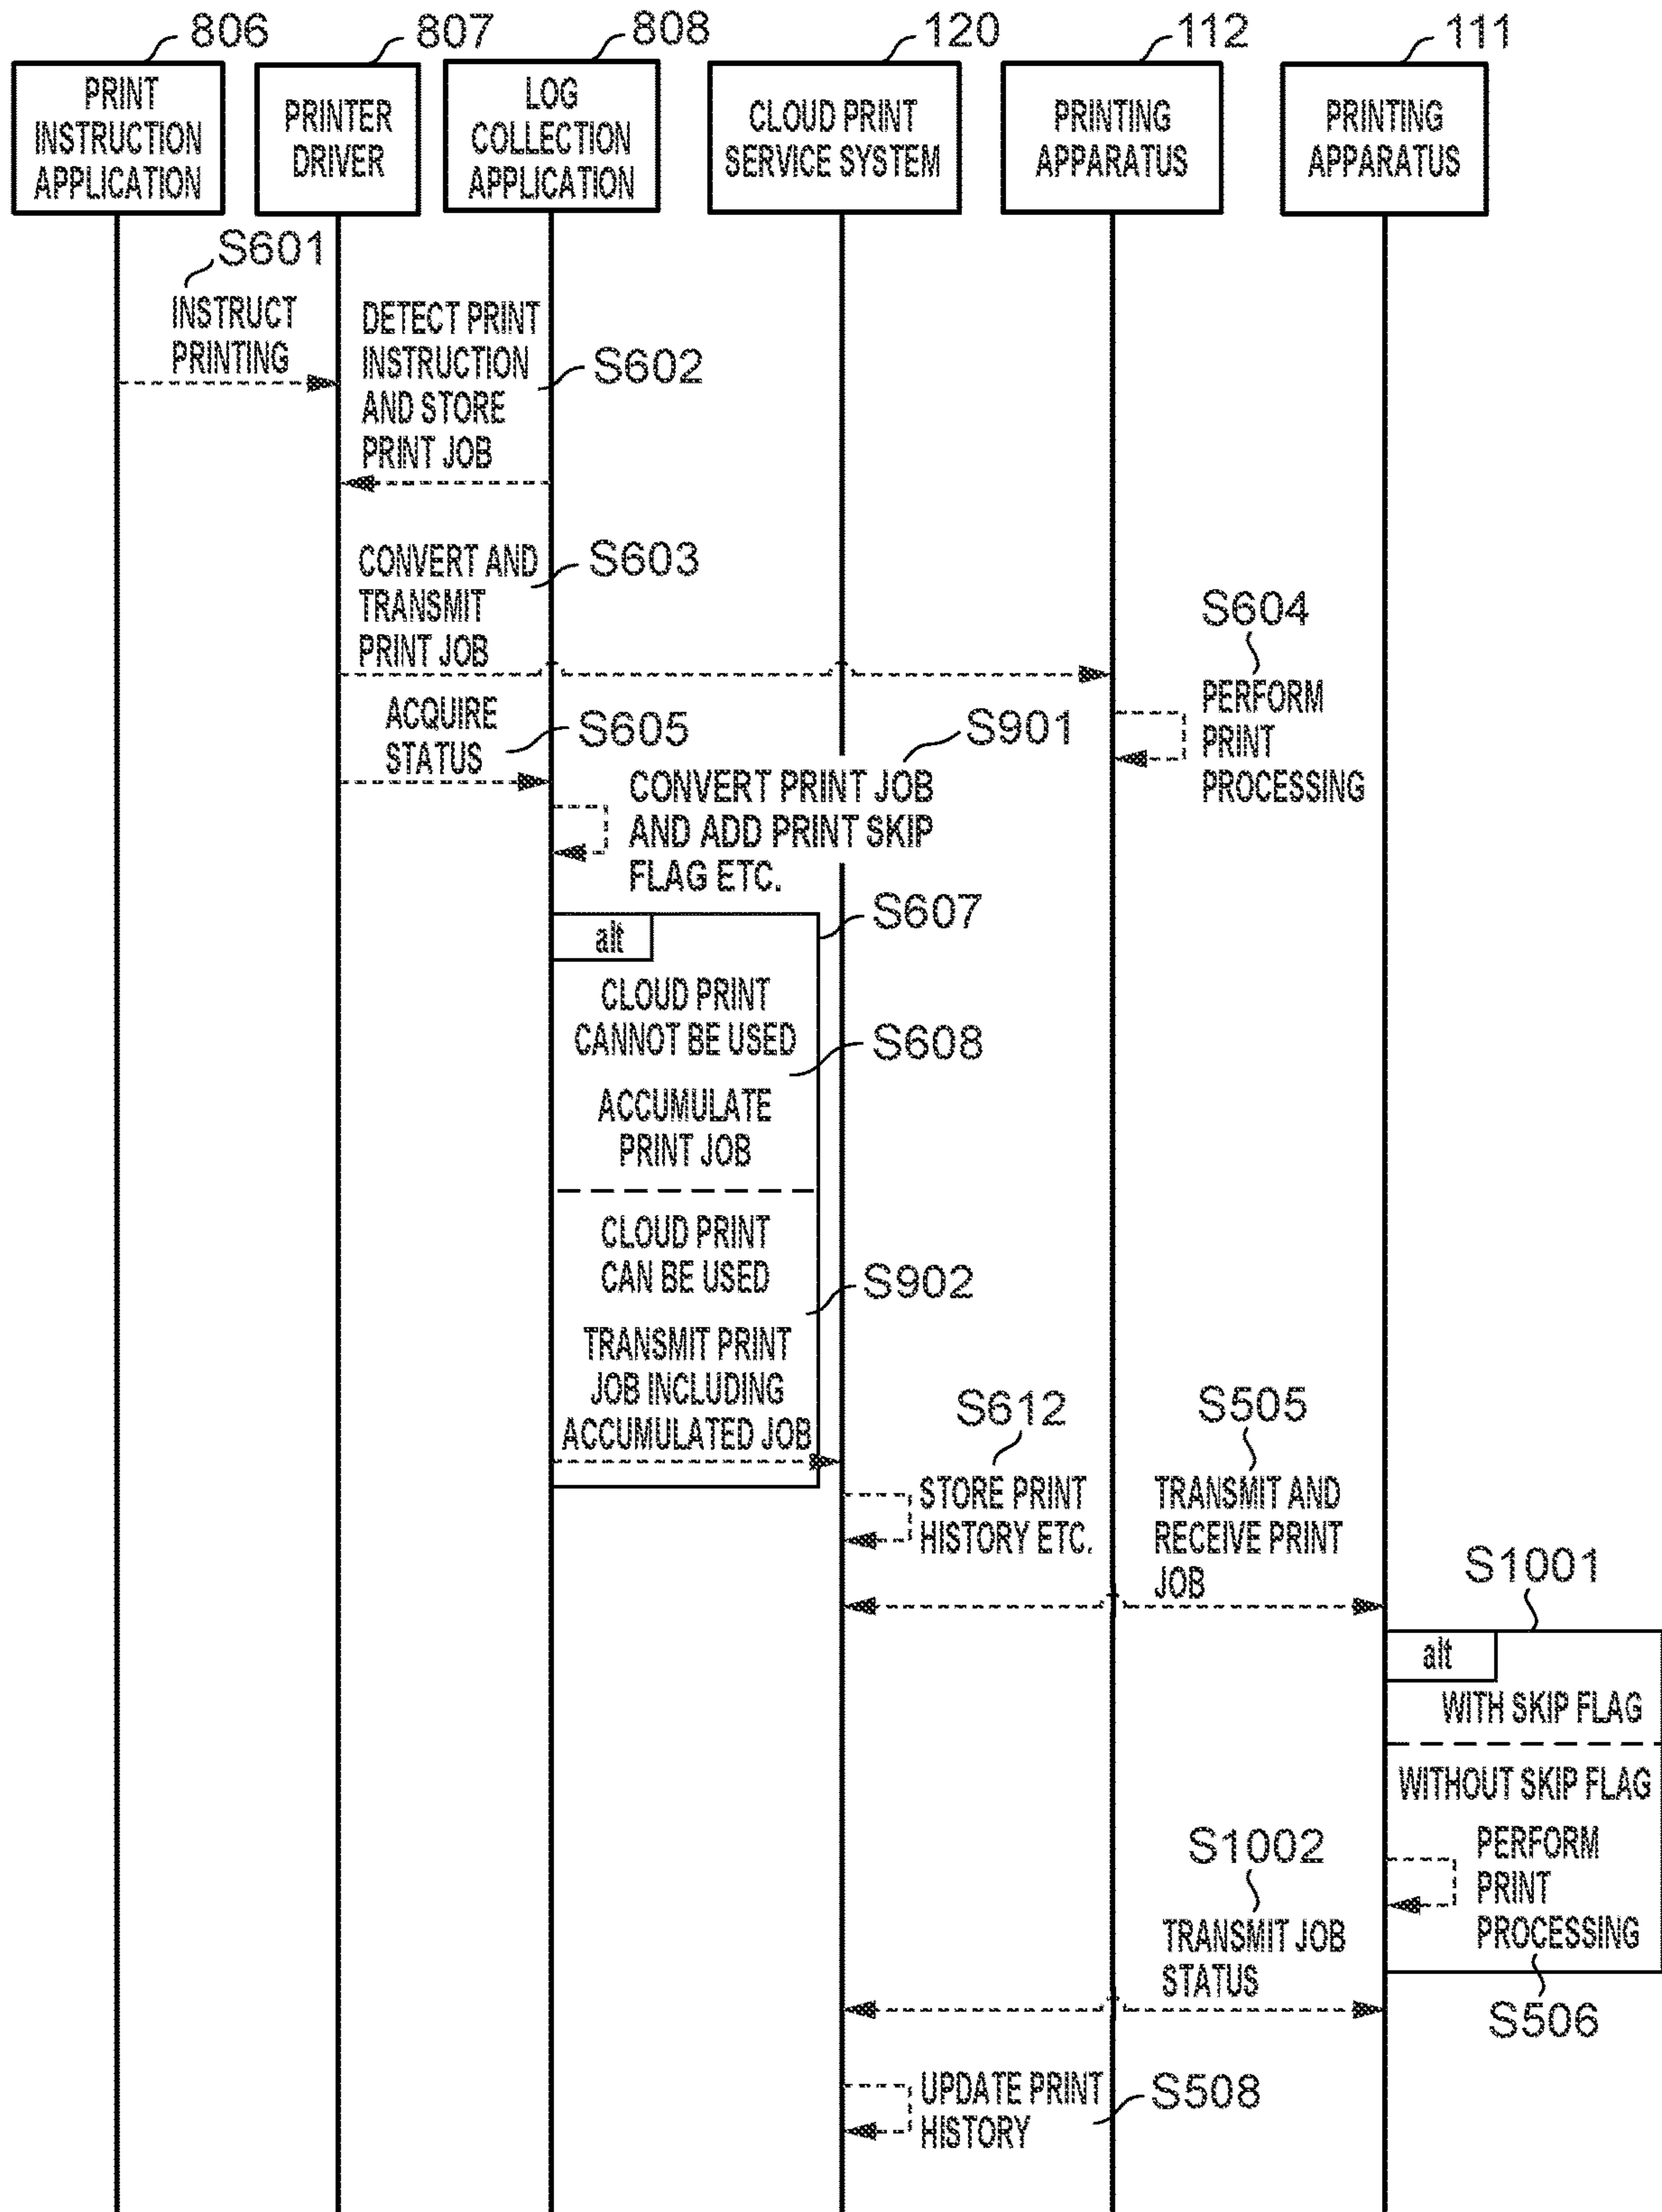 806
807
808
120
112
111
PRINT
INSTRUCTION
APPLICATION
PRINTER
DRIVER
LOG
COLLECTION
APPLICATION
CLOUD PRINT
SERVICE SYSTEM
PRINTING
APPARATUS
PRINTING
APPARATUS
S601
INSTRUCT
PRINTING
DETECT PRINT
INSTRUCTION
AND STORE
PRINT JOB
S602
CONVERT AND
TRANSMIT
PRINT JOB
S603
S604
PERFORM
PRINT
PROCESSING
ACQUIRE
STATUS
S605
S901
CONVERT PRINT JOB
AND ADD PRINT SKIP
FLAG ETC.
S607
alt
CLOUD PRINT
CANNOT BE USED
S608
ACCUMULATE
PRINT JOB
CLOUD PRINT
CAN BE USED
S902
TRANSMIT PRINT
JOB INCLUDING
ACCUMULATED JOB
S612
STORE PRINT
HISTORY ETC.
S505
TRANSMIT AND
RECEIVE PRINT
JOB
S1001
alt
WITH SKIP FLAG
WITHOUT SKIP FLAG
PERFORM
PRINT
PROCESSING
S506
S1002
TRANSMIT JOB
STATUS
UPDATE PRINT
HISTORY
S508